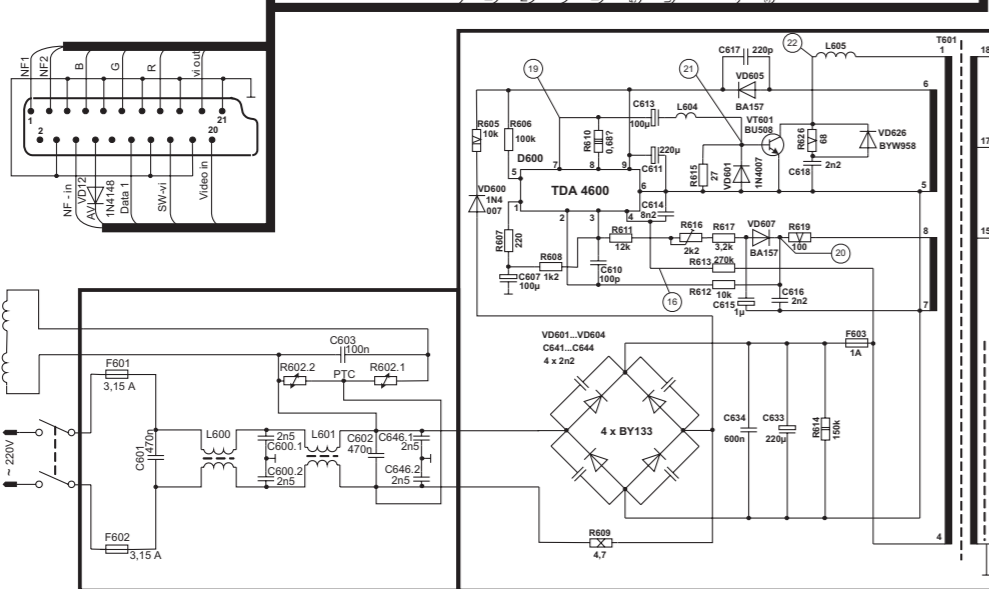 NF1
NF2
B
G
R
vi out
1
2
21
20
NF - in
VD12
AV
1N4148
Data 1
SW-vi
Video in
19
21
22
C617
220p
VD605
BA157
L605
T601
1
18
6
R605
10k
R606
100k
R610
0,68?
C613
100µ
L604
VT601
BU508
R626
68
VD626
BYW958
17
D600
7
8
9
220µ
C611
R615
27
VD601
1N4007
C618
2n2
5
TDA 4600
6
5
VD600
1N4
007
1
2
3
4
C614
8n2
R607
220
R611
12k
R616
2k2
R617
3,2k
VD607
BA157
R619
100
8
15
R608
1k2
C610
100p
R613
270k
20
C607
100µ
16
R612
10k
C615
1µ
C616
2n2
7
VD601...VD604
C641...C644
4 x 2n2
F603
1A
C603
100n
F601
3,15 A
R602.2
PTC
R602.1
~ 220V
C601
470n
L600
2n5
C600.1
C600.2
2n5
L601
C602
470n
C646.1
2n5
C646.2
2n5
4 x BY133
C634
600n
C633
220µ
R614
150k
F602
3,15 A
R609
4,7
4